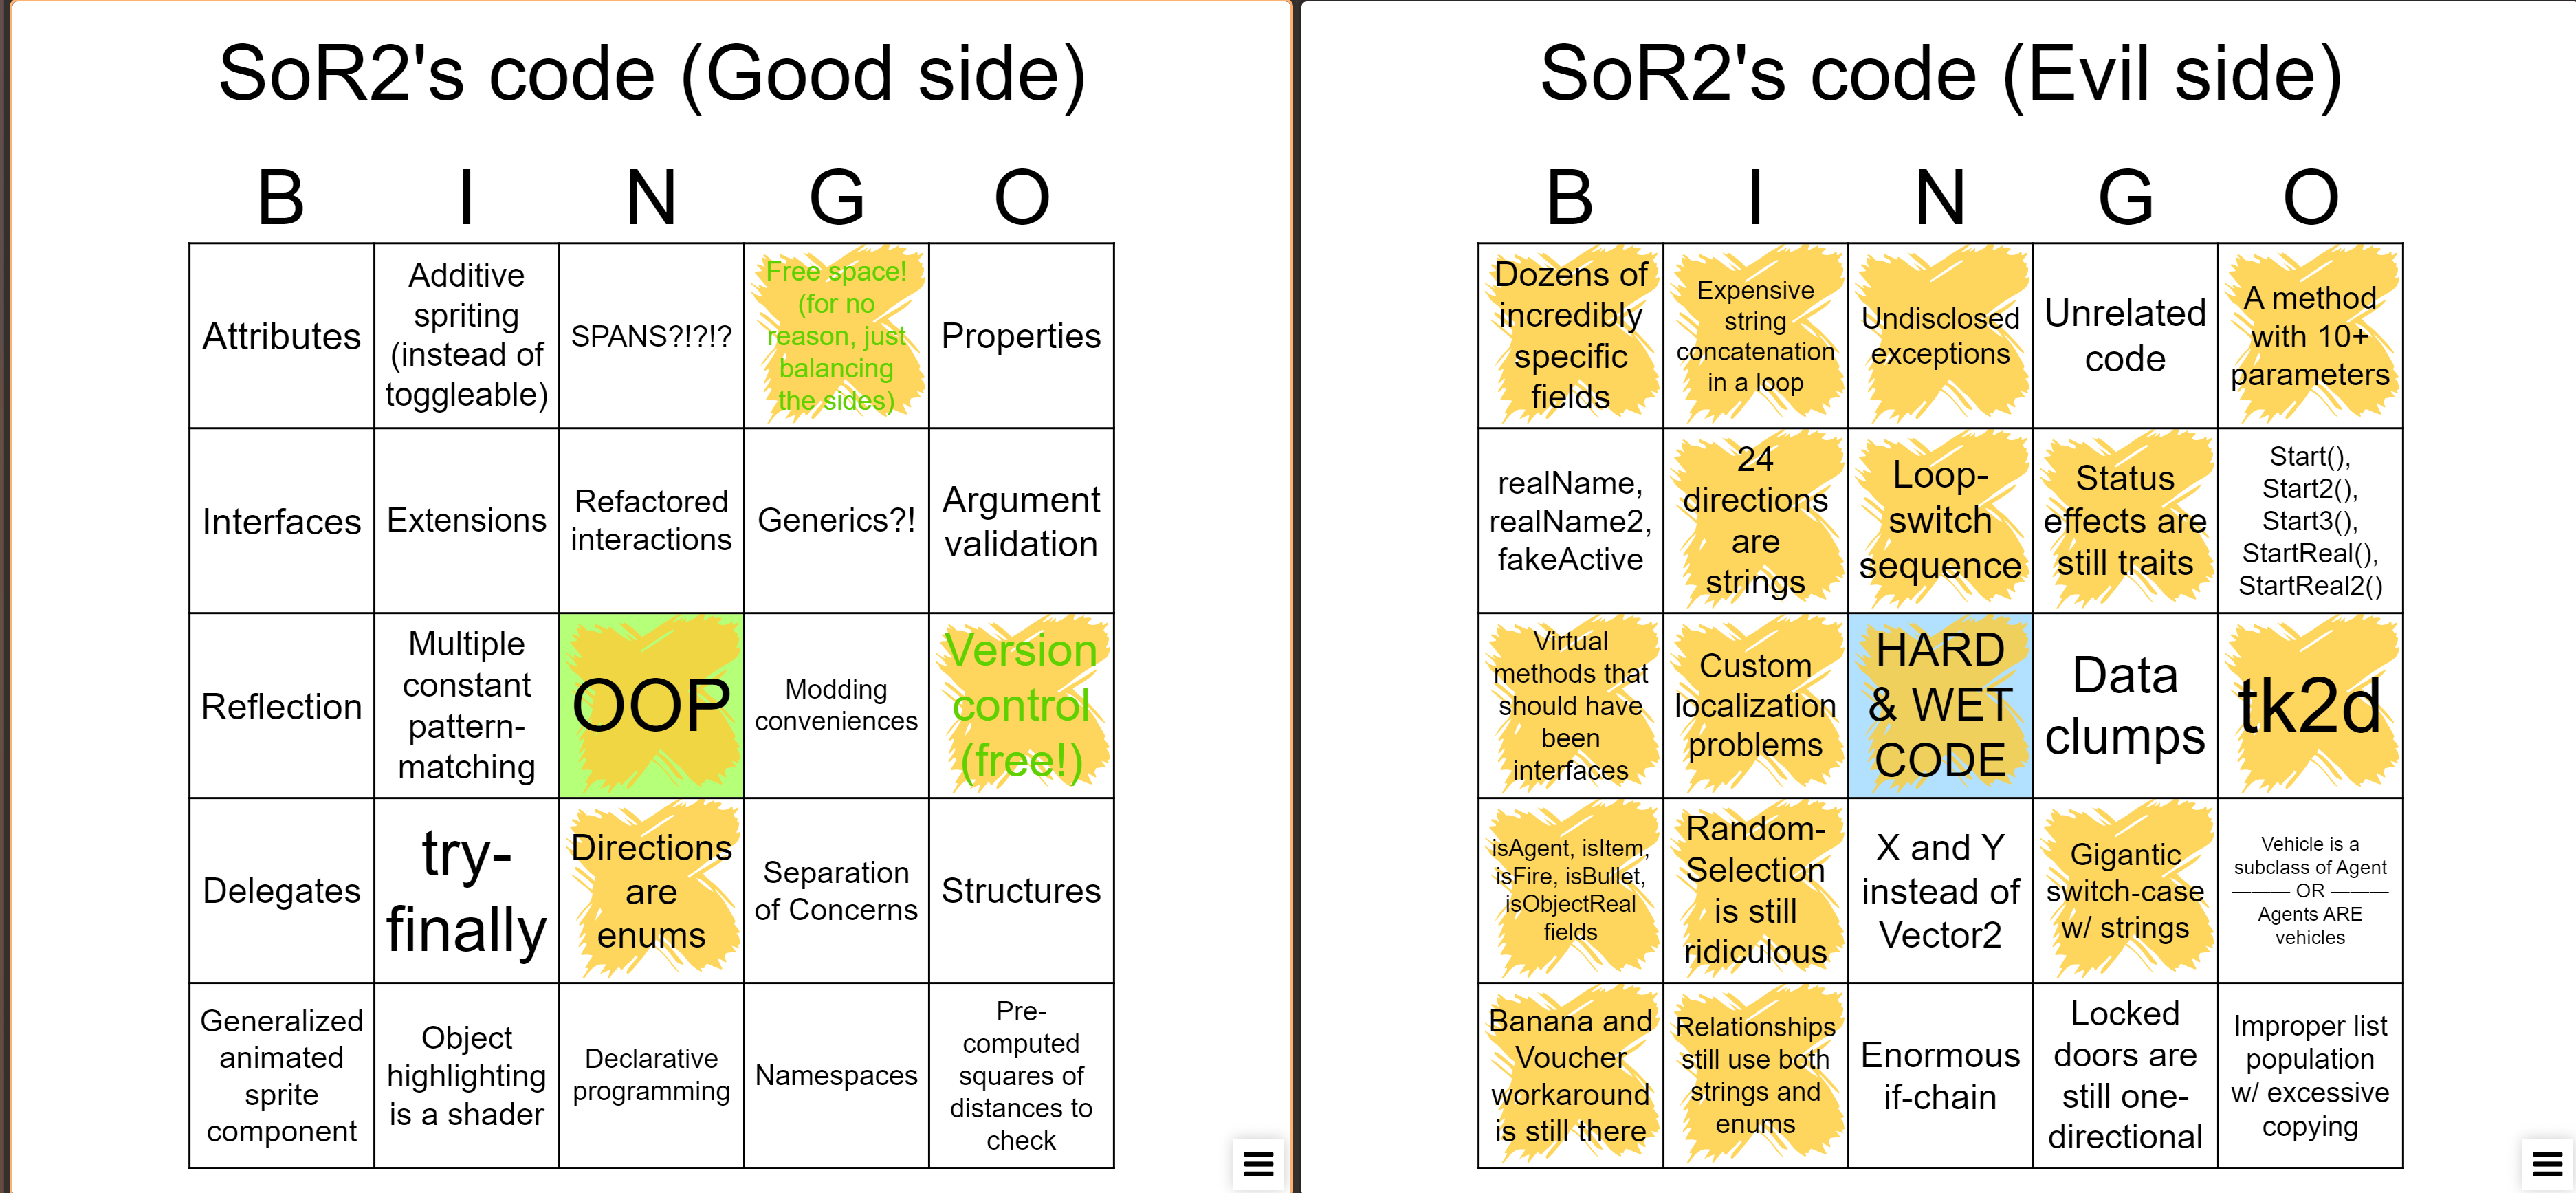 SoR2's code (Good side)
B I N G O
Attributes
Additive
spriting
(instead of
toggleable)
SPANS?!?!?
Free space!
(for no
reason, just
balancing
the sides)
Properties
Interfaces
Extensions
Refactored
interactions
Generics?!
Argument
validation
Reflection
Multiple
constant
pattern-
matching
OOP
Modding
conveniences
Version
control
(free!)
Delegates
try-
finally
Directions
are
enums
Separation
of Concerns
Structures
Generalized
animated
sprite
component
Object
highlighting
is a shader
Declarative
programming
Namespaces
Pre-
computed
squares of
distances to
check
SoR2's code (Evil side)
B I N G O
Dozens of
incredibly
specific
fields
Expensive
string
concatenation
in a loop
Undisclosed
exceptions
Unrelated
code
A method
with 10+
parameters
realName,
realName2,
fakeActive
24
directions
are
strings
Loop-
switch
sequence
Status
effects are
still traits
Start(),
Start2(),
Start3(),
StartReal(),
StartReal2()
Virtual
methods that
should have
been
interfaces
Custom
localization
problems
HARD
& WET
CODE
Data
clumps
tk2d
isAgent, isItem,
isFire, isBullet,
isObjectReal
fields
Random-
Selection
is still
ridiculous
X and Y
instead of
Vector2
Gigantic
switch-case
w/ strings
Vehicle is a
subclass of Agent
——— OR ———
Agents ARE
vehicles
Banana and
Voucher
workaround
is still there
Relationships
still use both
strings and
enums
Enormous
if-chain
Locked
doors are
still one-
directional
Improper list
population
w/ excessive
copying